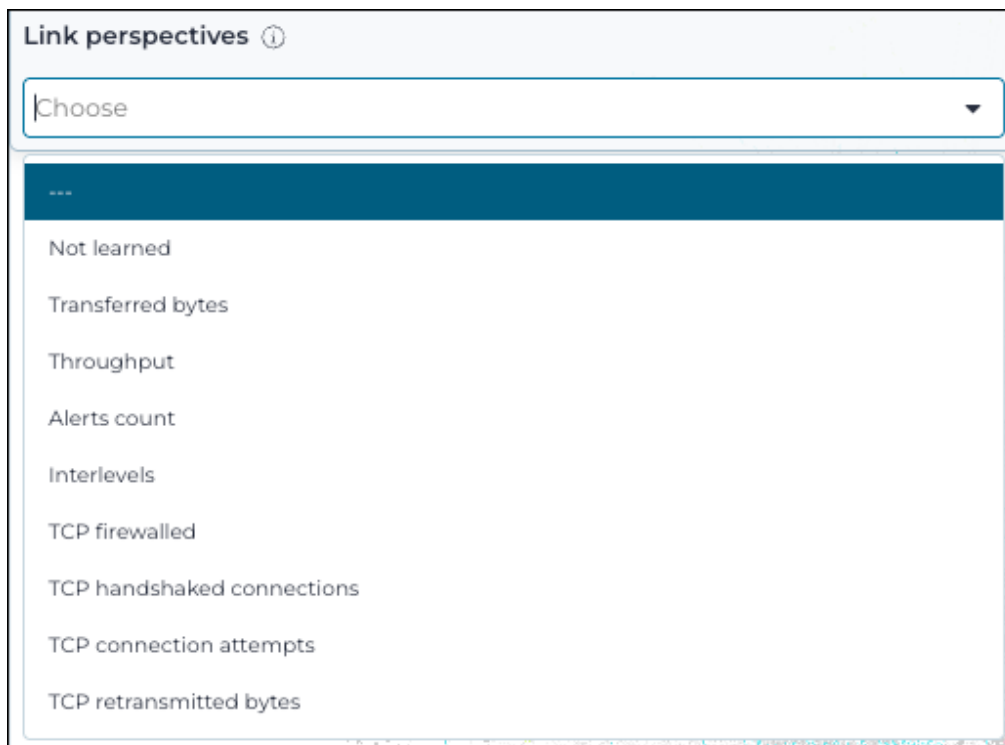 Link perspectives
Choose
---
Not learned
Transferred bytes
Throughput
Alerts count
Interlevels
TCP firewalled
TCP handshaked connections
TCP connection attempts
TCP retransmitted bytes